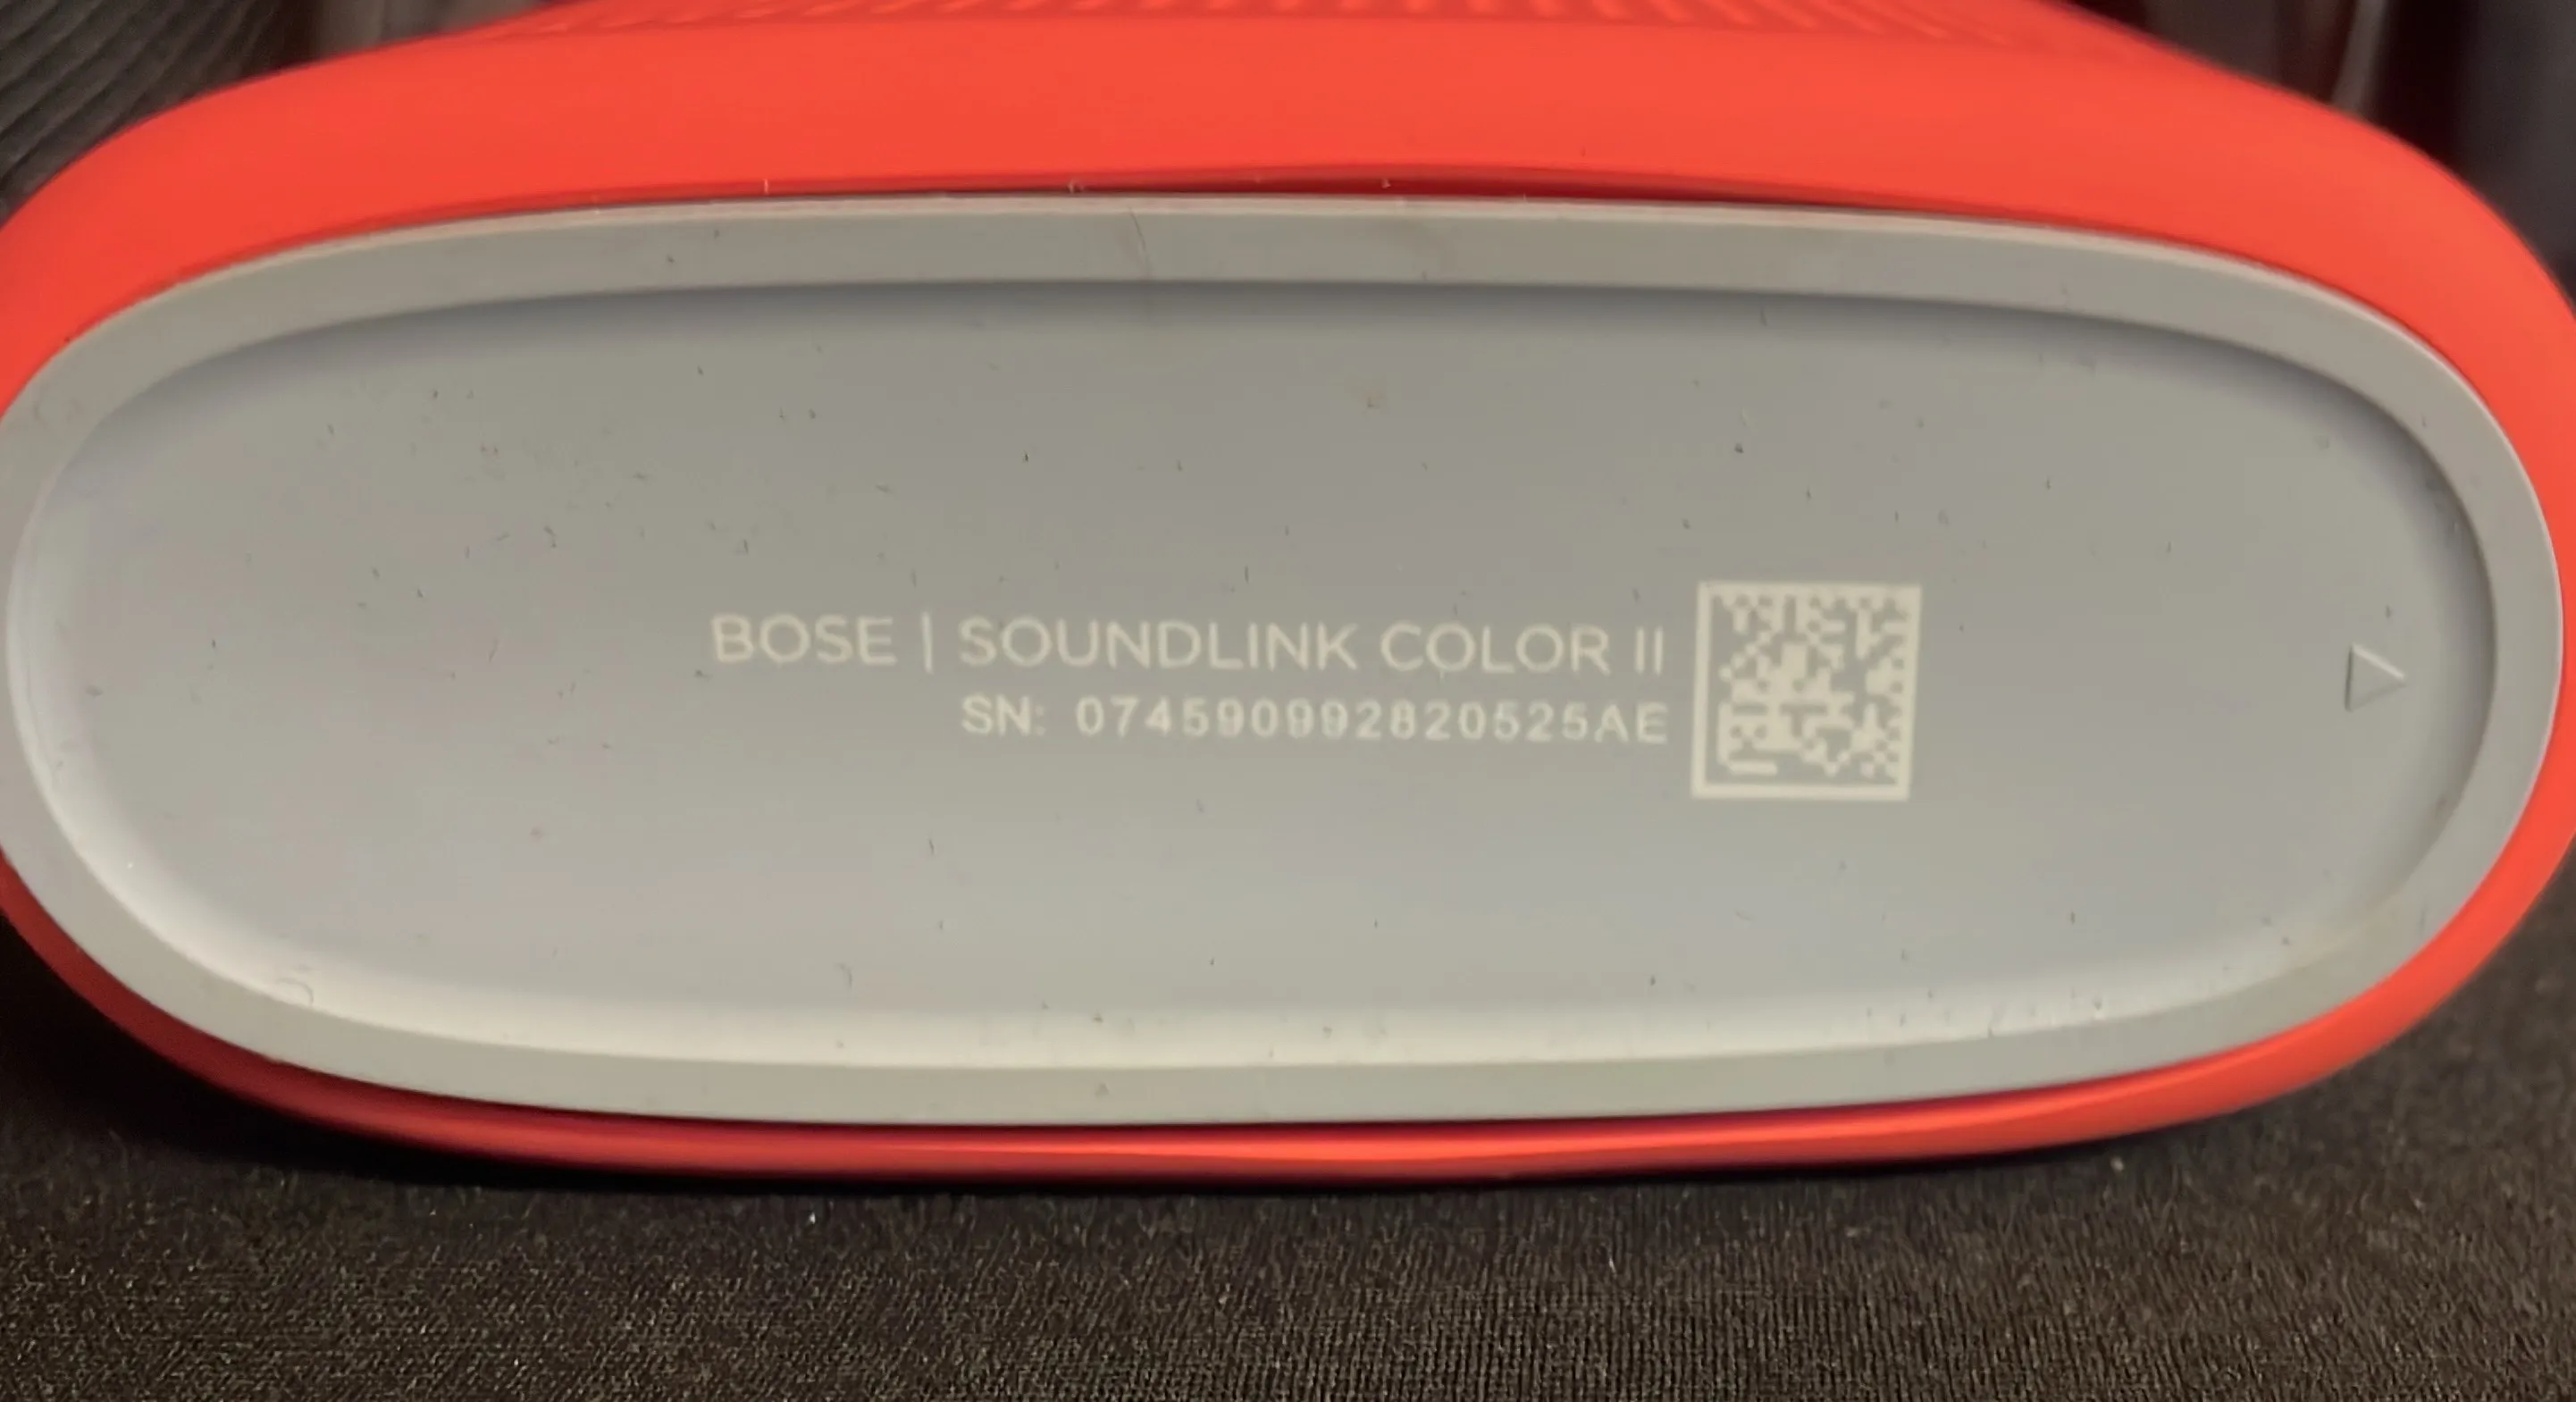 BOSE | SOUNDLINK COLOR II
SN: 074590992820525AE